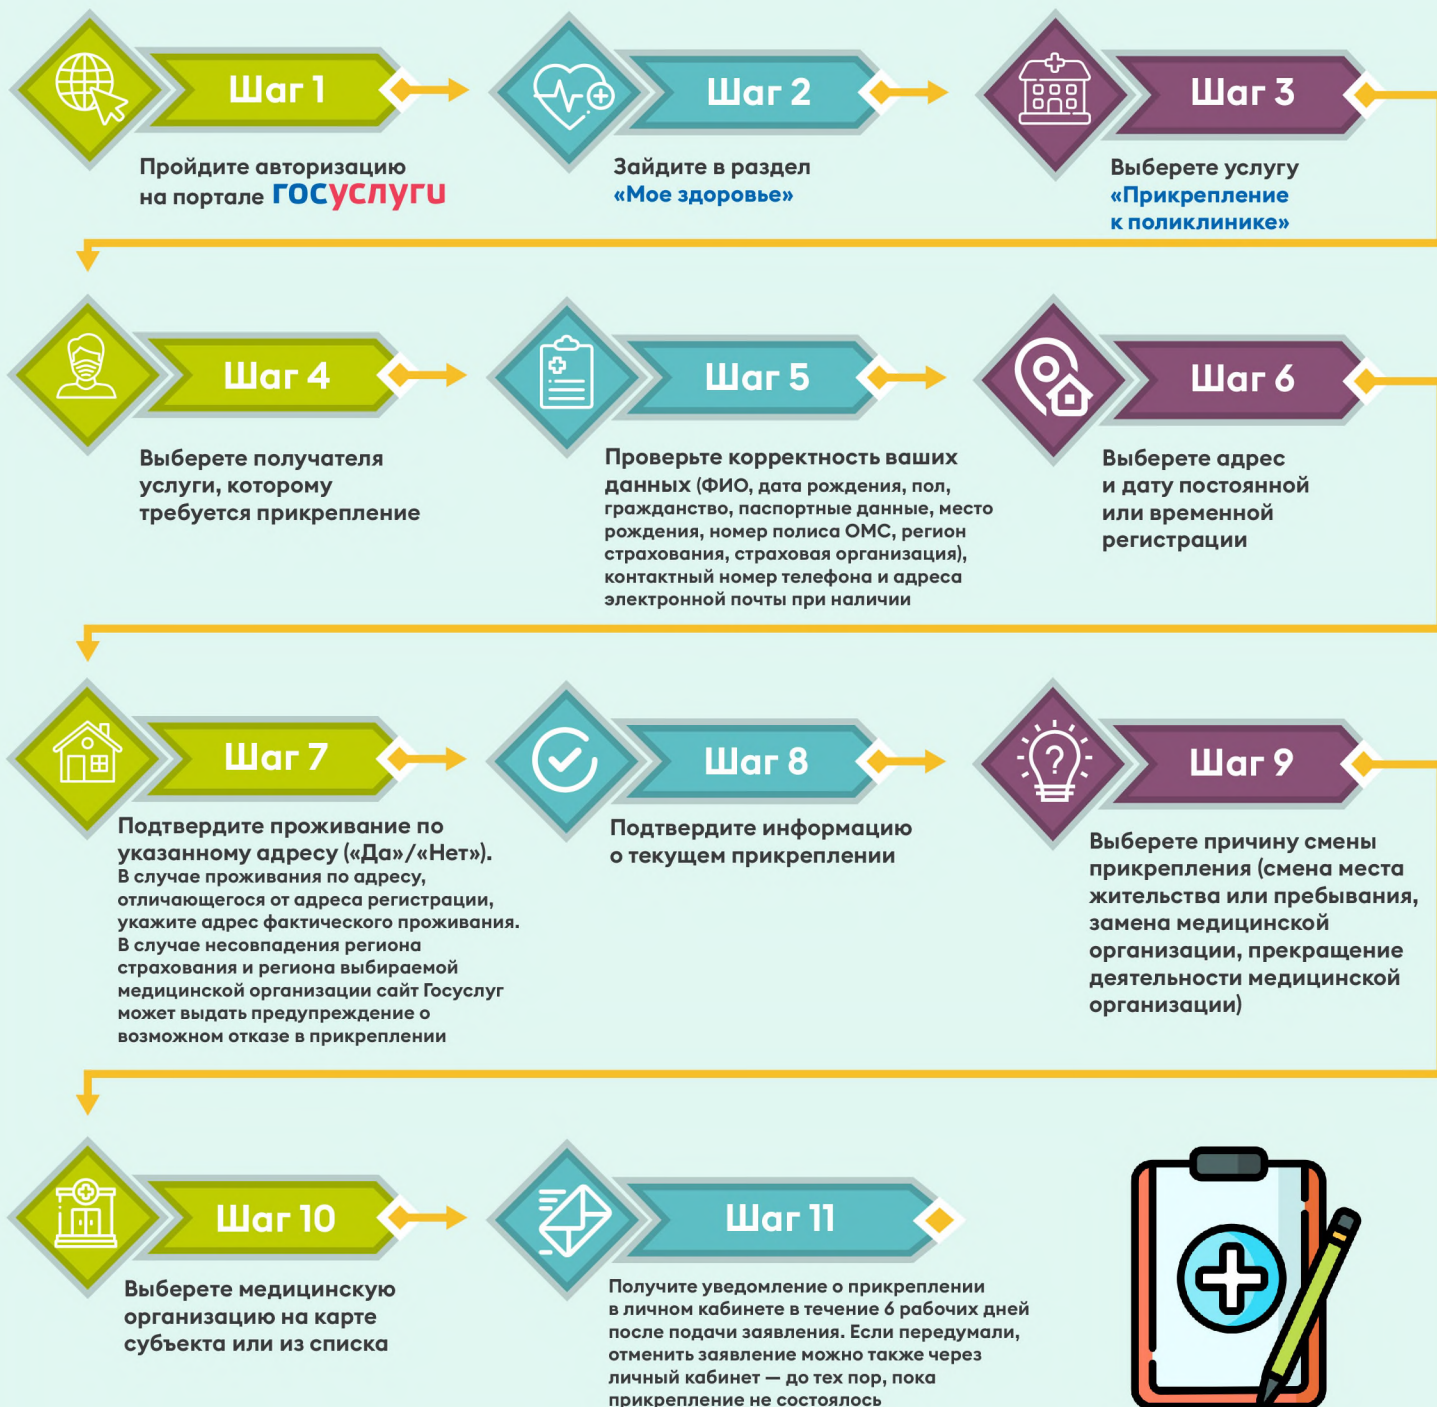 Шаг 1
Пройдите авторизацию
на портале госуслуги
Шаг 2
Зайдите в раздел
«Мое здоровье»
Шаг 3
Выберете услугу
«Прикрепление
к поликлинике»
Шаг 4
Выберете получателя
услуги, которому
требуется прикрепление
Шаг 5
Проверьте корректность ваших
данных (ФИО, дата рождения, пол,
гражданство, паспортные данные, место
рождения, номер полиса ОМС, регион
страхования, страховая организация),
контактный номер телефона и адреса
электронной почты при наличии
Шаг 6
Выберете адрес
и дату постоянной
или временной
регистрации
Шаг 7
Подтвердите проживание по
указанному адресу («Да»/«Нет»).
В случае проживания по адресу,
отличающегося от адреса регистрации,
укажите адрес фактического проживания.
В случае несовпадения региона
страхования и региона выбираемой
медицинской организации сайт Госуслуг
может выдать предупреждение о
возможном отказе в прикреплении
Шаг 8
Подтвердите информацию
о текущем прикреплении
Шаг 9
Выберете причину смены
прикрепления (смена места
жительства или пребывания,
замена медицинской
организации, прекращение
деятельности медицинской
организации)
Шаг 10
Выберете медицинскую
организацию на карте
субъекта или из списка
Шаг 11
Получите уведомление о прикреплении
в личном кабинете в течение 6 рабочих дней
после подачи заявления. Если передумали,
отменить заявление можно также через
личный кабинет — до тех пор, пока
прикрепление не состоялось